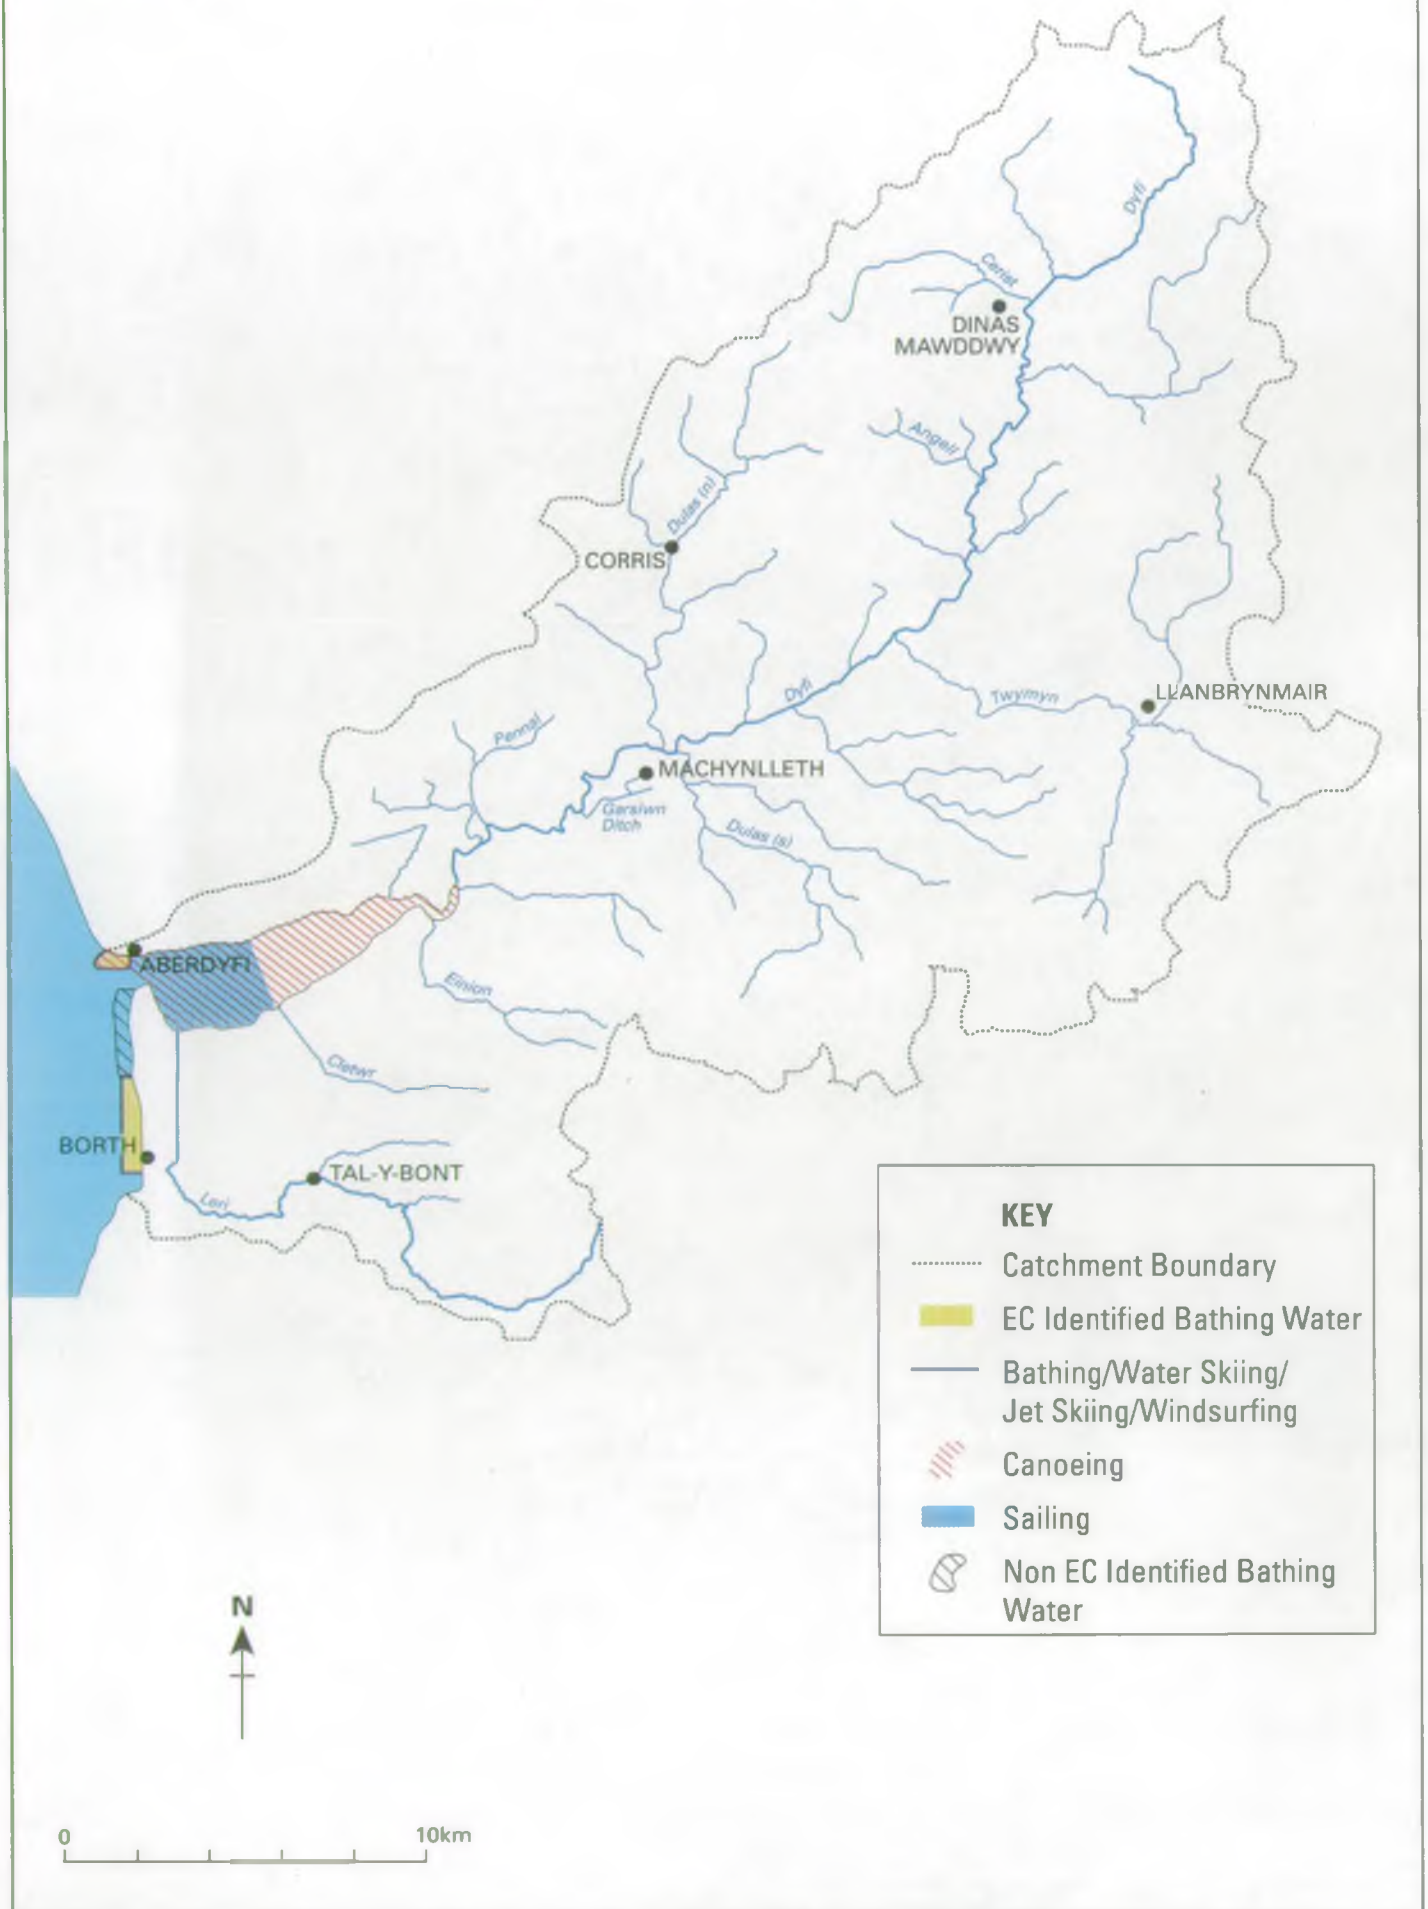 Dyfi
Cerist
DINAS
MAWDDWY
Angell
Dulas (n)
CORRIS
Dyfi
Twymyn
LLANBRYNMAIR
Pennal
MACHYNLLETH
Garsiwn
Ditch
Dulas (s)
ABERDYFI
Einion
Cletwr
BORTH
TAL-Y-BONT
Leri
KEY
Catchment Boundary
EC Identified Bathing Water
Bathing/Water Skiing/
Jet Skiing/Windsurfing
Canoeing
Sailing
Non EC Identified Bathing
Water
N
0 10km